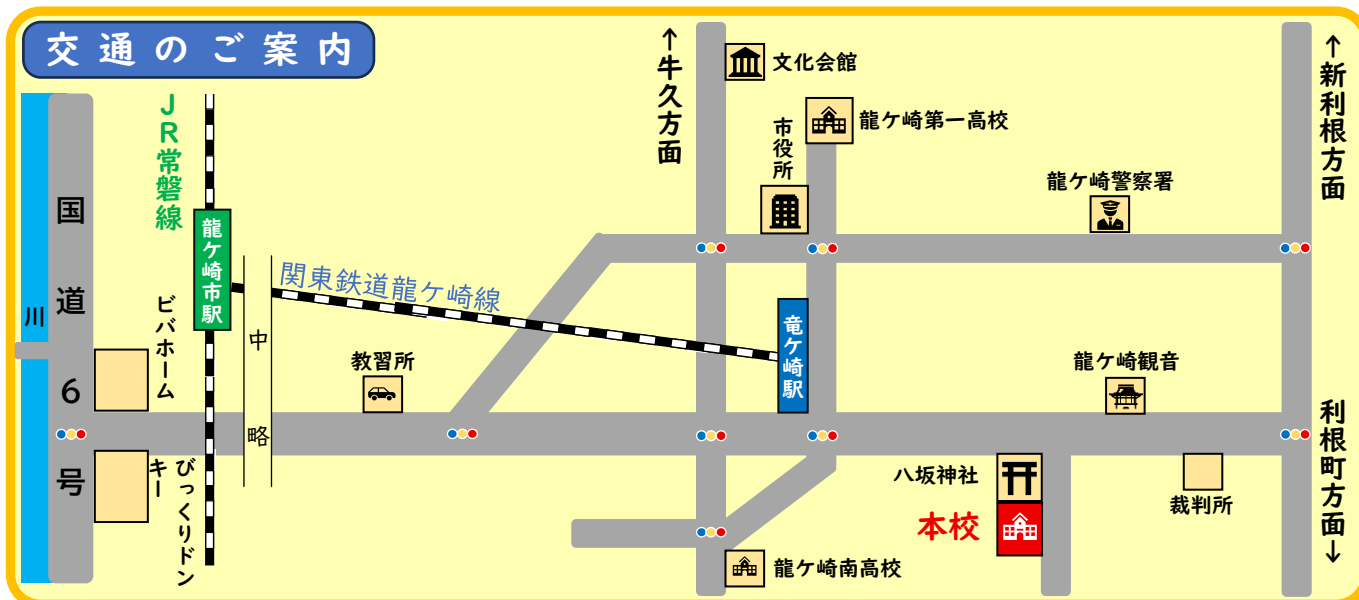 交通のご案内
国道6号
川
JR常磐線
龍ケ崎市駅
ビバホーム
びっくりドンキー
中略
関東鉄道龍ケ崎線
教習所
↑牛久方面
文化会館
市役所
龍ケ崎第一高校
龍ケ崎警察署
↑新利根方面
竜ケ崎駅
龍ケ崎観音
八坂神社
本校
裁判所
利根町方面↓
龍ケ崎南高校